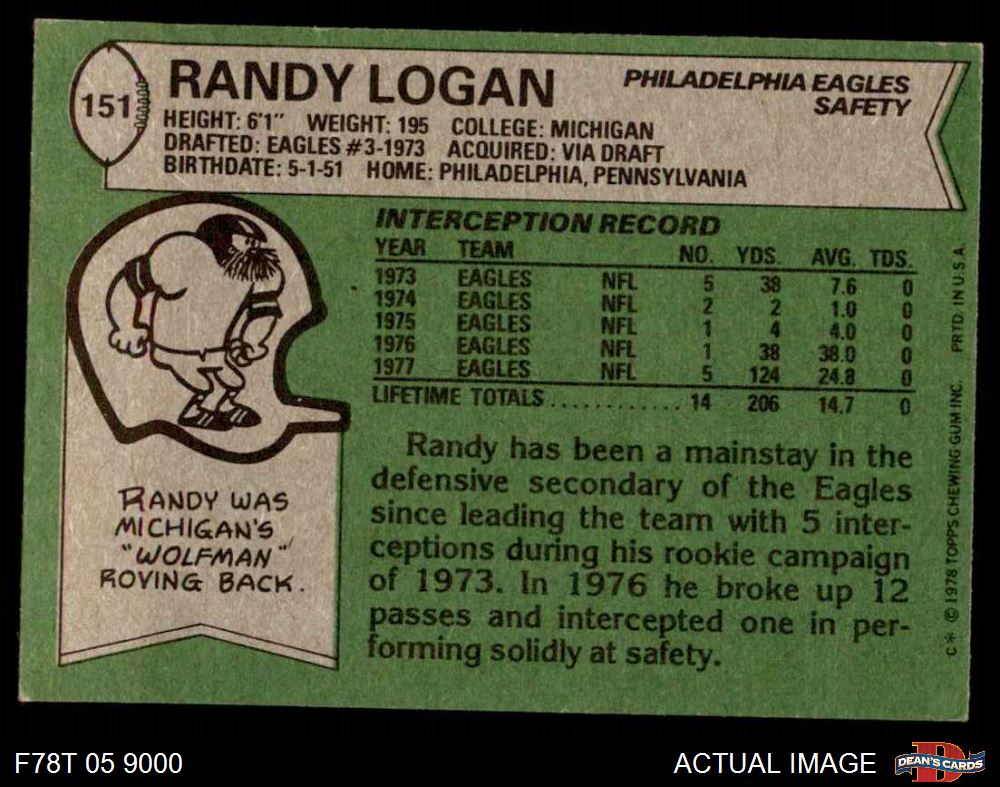 151
RANDY LOGAN
PHILADELPHIA EAGLES
SAFETY
HEIGHT: 6'1" WEIGHT: 195 COLLEGE: MICHIGAN
DRAFTED: EAGLES #3-1973 ACQUIRED: VIA DRAFT
BIRTHDATE: 5-1-51 HOME: PHILADELPHIA, PENNSYLVANIA
INTERCEPTION RECORD
YEAR TEAM NO. YDS. AVG. TDS.
1973 EAGLES NFL 5 38 7.6 0
1974 EAGLES NFL 2 2 1.0 0
1975 EAGLES NFL 1 4 4.0 0
1976 EAGLES NFL 1 38 38.0 0
1977 EAGLES NFL 5 124 24.8 0
LIFETIME TOTALS............ 14 206 14.7 0
Randy has been a mainstay in the
defensive secondary of the Eagles
since leading the team with 5 inter-
ceptions during his rookie campaign
of 1973. In 1976 he broke up 12
passes and intercepted one in per-
forming solidly at safety.
RANDY WAS
MICHIGAN'S
"WOLFMAN"
ROVING BACK.
C* © 1978 TOPPS CHEWING GUM INC. PRTD. IN U.S.A.
F78T 05 9000
ACTUAL IMAGE
DEAN'S CARDS